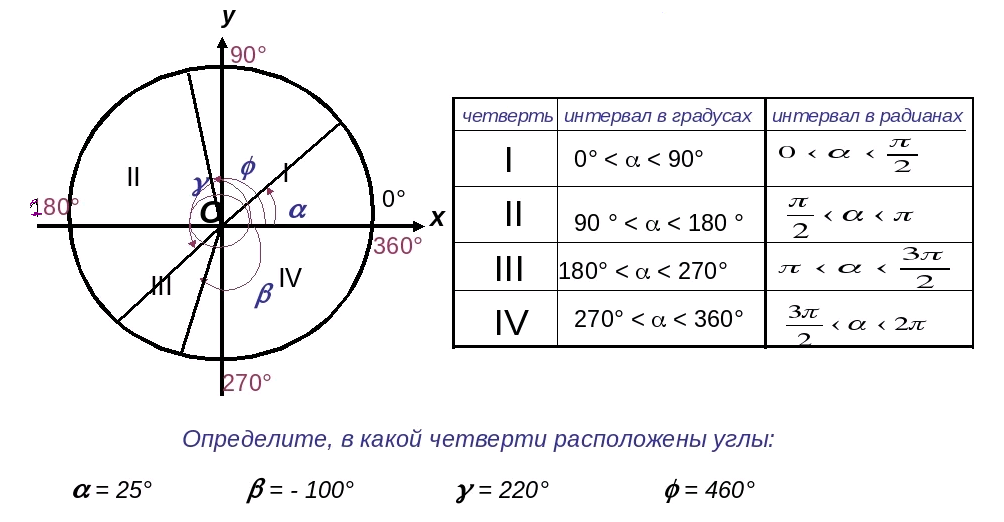 y
90°
II
ϕ
I
γ
0°
180°
O
α
x
360°
III
IV
β
270°
четверть интервал в градусах интервал в радианах
I 0° < α < 90° 0 < α < π/2
II 90 ° < α < 180 ° π/2 < α < π
III 180° < α < 270° π < α < 3π/2
IV 270° < α < 360° 3π/2 < α < 2π
Определите, в какой четверти расположены углы:
α = 25° β = - 100° γ = 220° ϕ = 460°